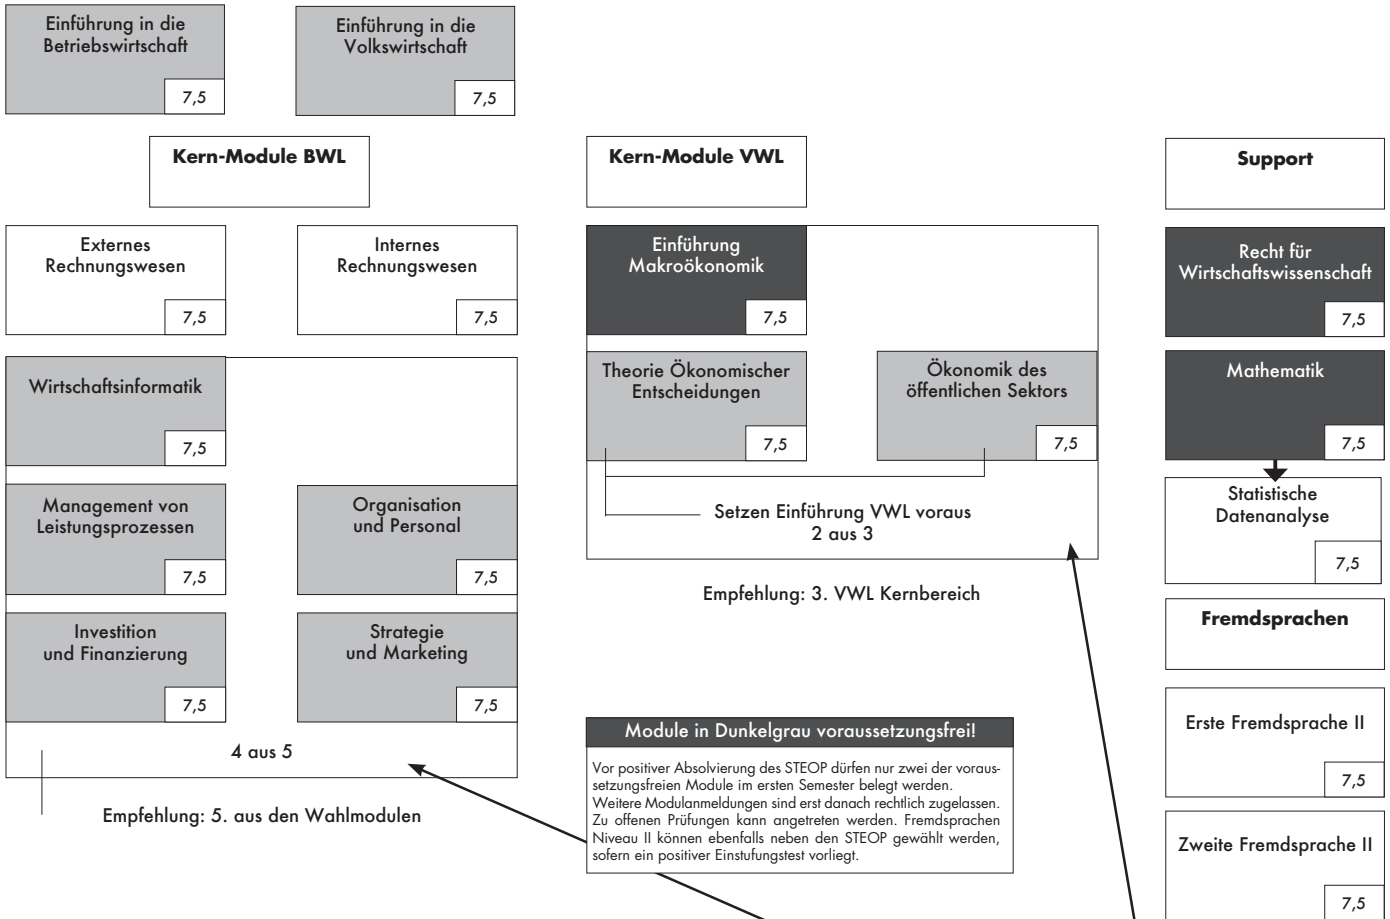 Einführung in die
Betriebswirtschaft
7,5
Einführung in die
Volkswirtschaft
7,5
Kern-Module BWL
Externes
Rechnungswesen
7,5
Internes
Rechnungswesen
7,5
Wirtschaftsinformatik
7,5
Management von
Leistungsprozessen
7,5
Organisation
und Personal
7,5
Investition
und Finanzierung
7,5
Strategie
und Marketing
7,5
4 aus 5
Empfehlung: 5. aus den Wahlmodulen
Kern-Module VWL
Einführung
Makroökonomik
7,5
Theorie Ökonomischer
Entscheidungen
7,5
Ökonomik des
öffentlichen Sektors
7,5
Setzen Einführung VWL voraus
2 aus 3
Empfehlung: 3. VWL Kernbereich
Module in Dunkelgrau voraussetzungsfrei!
Vor positiver Absolvierung des STEOP dürfen nur zwei der voraus-
setzungsfreien Module im ersten Semester belegt werden.
Weitere Modulanmeldungen sind erst danach rechtlich zugelassen.
Zu offenen Prüfungen kann angetreten werden. Fremdsprachen
Niveau II können ebenfalls neben den STEOP gewählt werden,
sofern ein positiver Einstufungstest vorliegt.
Support
Recht für
Wirtschaftswissenschaft
7,5
Mathematik
7,5
Statistische
Datenanalyse
7,5
Fremdsprachen
Erste Fremdsprache II
7,5
Zweite Fremdsprache II
7,5